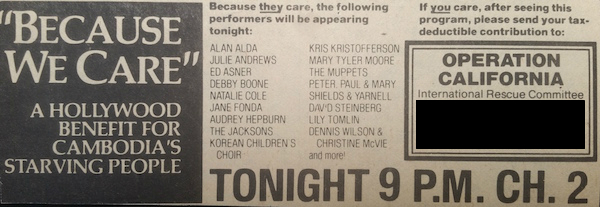 "BECAUSE
WE CARE"
A HOLLYWOOD
BENEFIT FOR
CAMBODIA'S
STARVING PEOPLE
Because they care, the following
performers will be appearing
tonight:
ALAN ALDA
JULIE ANDREWS
ED ASNER
DEBBY BOONE
NATALIE COLE
JANE FONDA
AUDREY HEPBURN
THE JACKSONS
KOREAN CHILDREN'S
CHOIR
KRIS KRISTOFFERSON
MARY TYLER MOORE
THE MUPPETS
PETER, PAUL & MARY
SHIELDS & YARNELL
DAVID STEINBERG
LILY TOMLIN
DENNIS WILSON &
CHRISTINE McVIE
and more!
If you care, after seeing this
program, please send your tax-
deductible contribution to:
OPERATION
CALIFORNIA
International Rescue Committee
TONIGHT 9 P.M. CH. 2